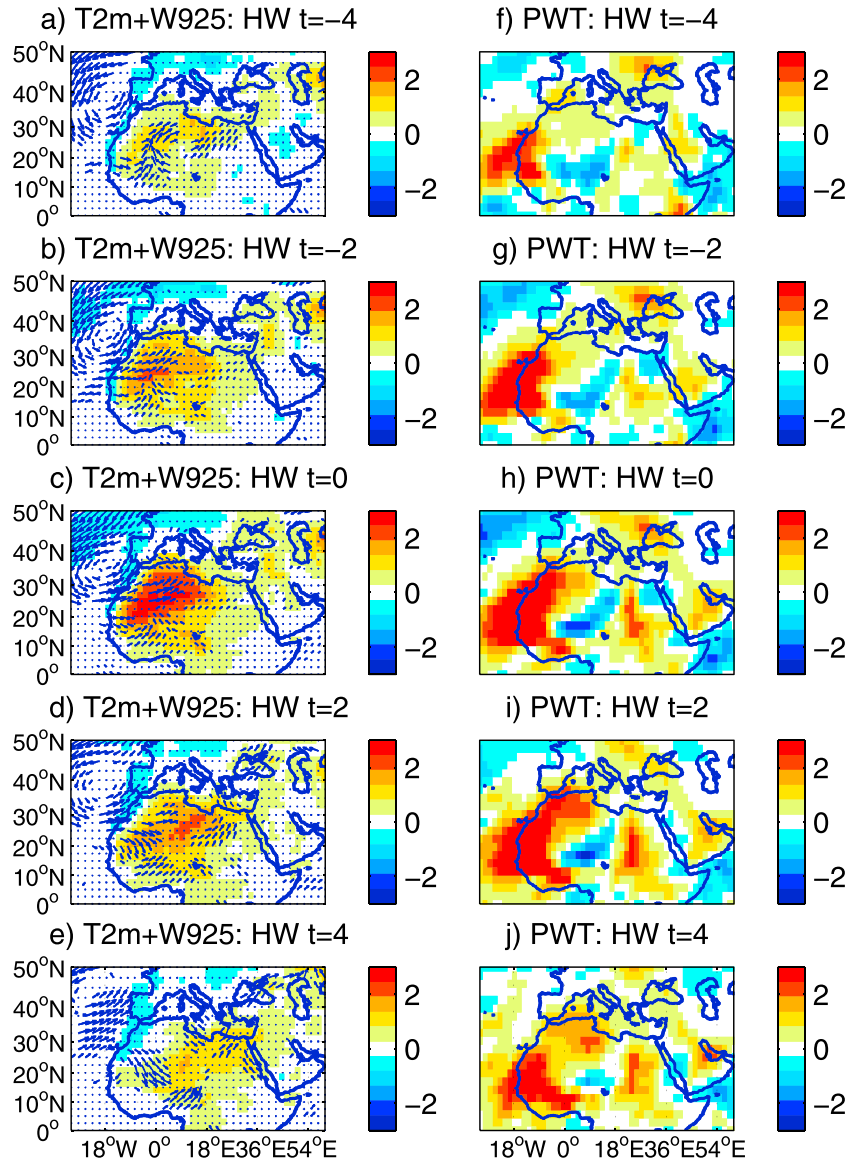 a) T2m+W925: HW t=−4
50°N
40°N
30°N
20°N
10°N
0°
2
0
−2
f) PWT: HW t=−4
2
0
−2
b) T2m+W925: HW t=−2
50°N
40°N
30°N
20°N
10°N
0°
2
0
−2
g) PWT: HW t=−2
2
0
−2
c) T2m+W925: HW t=0
50°N
40°N
30°N
20°N
10°N
0°
2
0
−2
h) PWT: HW t=0
2
0
−2
d) T2m+W925: HW t=2
50°N
40°N
30°N
20°N
10°N
0°
2
0
−2
i) PWT: HW t=2
2
0
−2
e) T2m+W925: HW t=4
50°N
40°N
30°N
20°N
10°N
0°
18°W 0° 18°E36°E54°E
2
0
−2
j) PWT: HW t=4
18°W 0° 18°E36°E54°E
2
0
−2